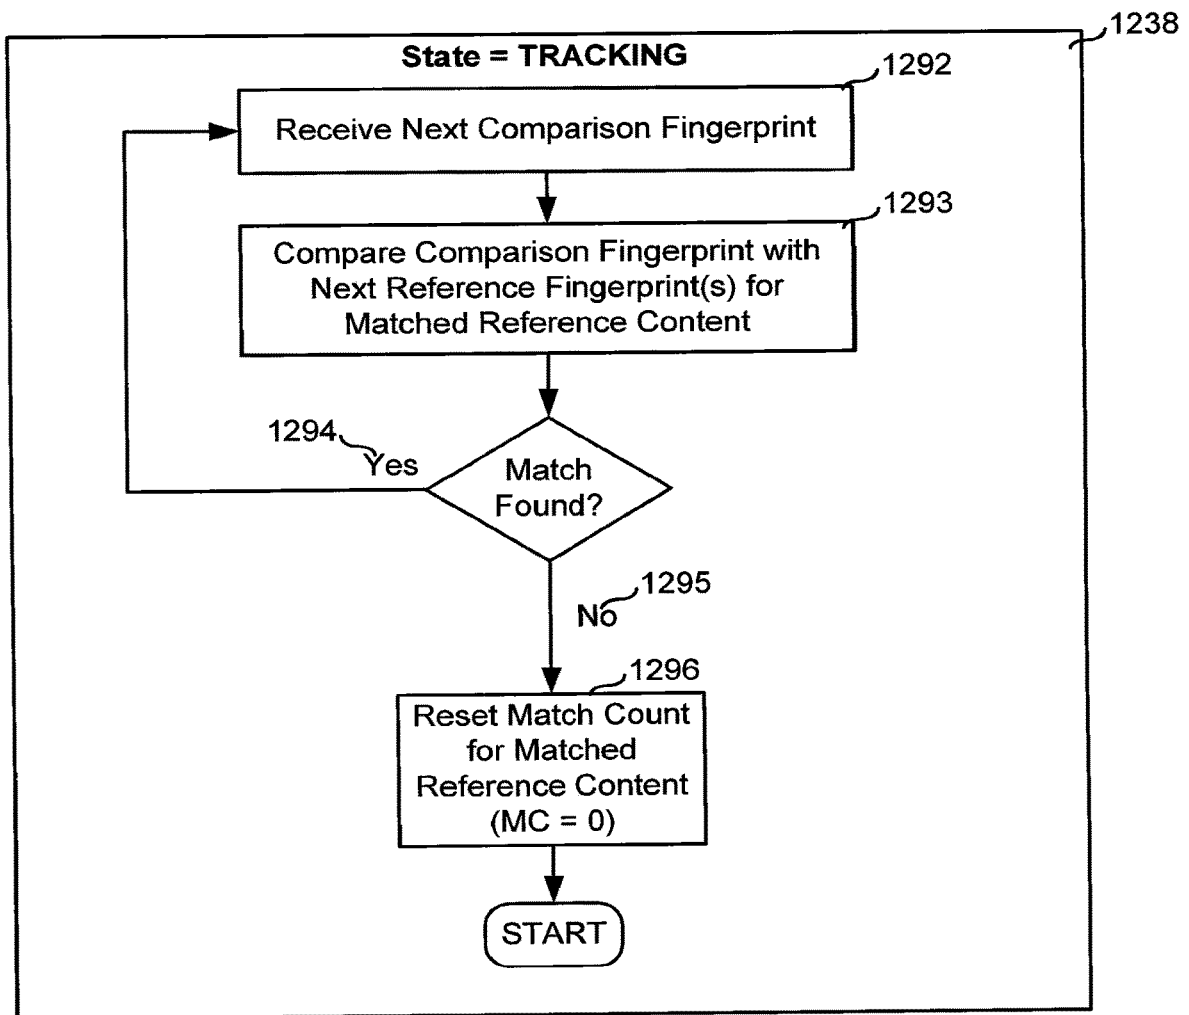 1238
State = TRACKING
1292
Receive Next Comparison Fingerprint
1293
Compare Comparison Fingerprint with
Next Reference Fingerprint(s) for
Matched Reference Content
1294
Yes
Match
Found?
1295
No
1296
Reset Match Count
for Matched
Reference Content
(MC = 0)
START